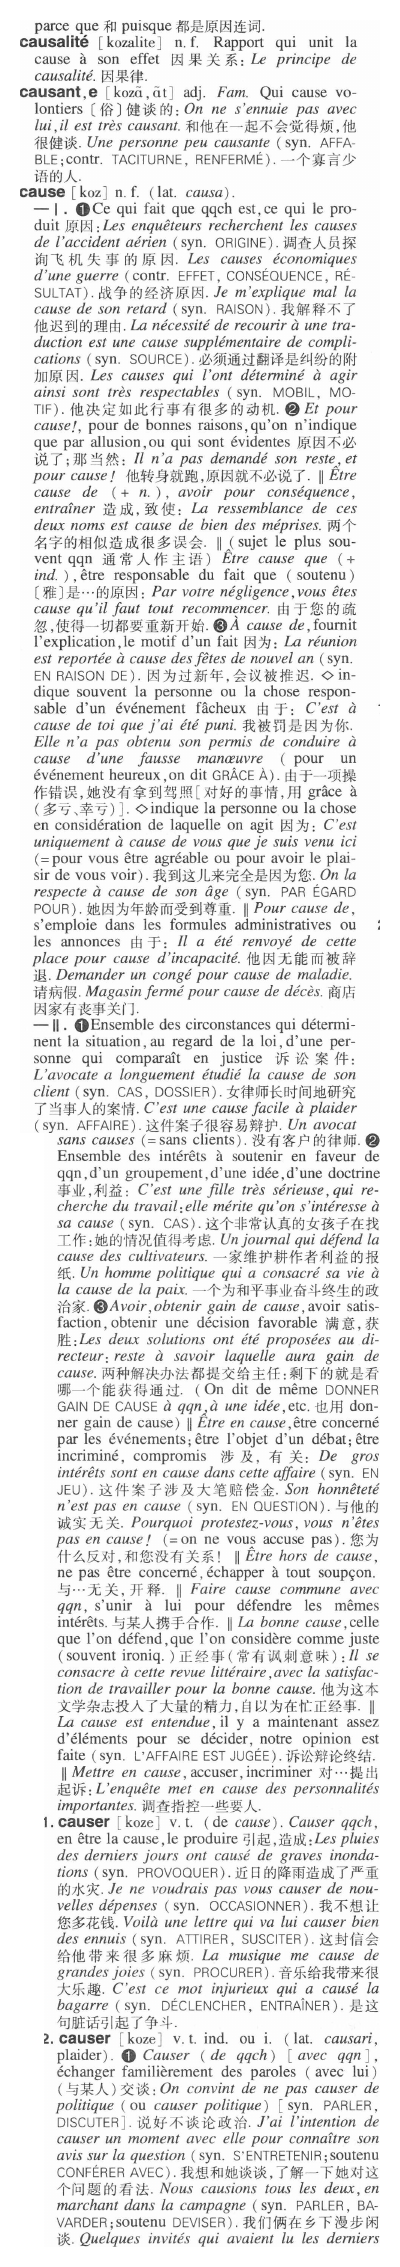 parce que 和 puisque 都是原因连词.
causalité [kozalite] n.f. Rapport qui unit la
cause à son effet 因果关系: Le principe de
causalité. 因果律.
causant,e [kozɑ̃,ɑ̃t] adj. Fam. Qui cause vo-
lontiers [俗]健谈的: On ne s'ennuie pas avec
lui,il est très causant. 和他在一起不会觉得烦,他
很健谈. Une personne peu causante (syn. AFFA-
BLE;contr. TACITURNE, RENFERMÉ). 一个寡言少
语的人.
cause [koz] n.f. (lat. causa).
—Ⅰ. ❶Ce qui fait que qqch est,ce qui le pro-
duit 原因: Les enquêteurs recherchent les causes
de l'accident aérien (syn. ORIGINE). 调查人员探
询飞机失事的原因. Les causes économiques
d'une guerre (contr. EFFET, CONSÉQUENCE, RÉ-
SULTAT). 战争的经济原因. Je m'explique mal la
cause de son retard (syn. RAISON). 我解释不了
他迟到的理由. La nécessité de recourir à une tra-
duction est une cause supplémentaire de compli-
cations (syn. SOURCE). 必须通过翻译是纠纷的附
加原因. Les causes qui l'ont déterminé à agir
ainsi sont très respectables (syn. MOBIL, MO-
TIF). 他决定如此行事有很多的动机. ❷ Et pour
cause!, pour de bonnes raisons,qu'on n'indique
que par allusion,ou qui sont évidentes 原因不必
说了;那当然: Il n'a pas demandé son reste,et
pour cause! 他转身就跑,原因就不必说了. ‖ Être
cause de (+ n.), avoir pour conséquence,
entraîner 造成,致使: La ressemblance de ces
deux noms est cause de bien des méprises. 两个
名字的相似造成很多误会. ‖ (sujet le plus sou-
vent qqn 通常人作主语) Être cause que (+
ind.),être responsable du fait que (soutenu)
[雅]是…的原因: Par votre négligence,vous êtes
cause qu'il faut tout recommencer. 由于您的疏
忽,使得一切都要重新开始. ❸À cause de,fournit
l'explication,le motif d'un fait 因为: La réunion
est reportée à cause des fêtes de nouvel an (syn.
EN RAISON DE). 因为过新年,会议被推迟. ◇in-
dique souvent la personne ou la chose respon-
sable d'un événement fâcheux 由于: C'est à
cause de toi que j'ai été puni. 我被罚是因为你.
Elle n'a pas obtenu son permis de conduire à
cause d'une fausse manœuvre (pour un
événement heureux,on dit GRÂCE À). 由于一项操
作错误,她没有拿到驾照[对好的事情,用 grâce à
(多亏、幸亏)]. ◇indique la personne ou la chose
en considération de laquelle on agit 因为: C'est
uniquement à cause de vous que je suis venu ici
(=pour vous être agréable ou pour avoir le plai-
sir de vous voir). 我到这儿来完全是因为您. On la
respecte à cause de son âge (syn. PAR ÉGARD
POUR). 她因为年龄而受到尊重. ‖ Pour cause de,
s'emploie dans les formules administratives ou
les annonces 由于: Il a été renvoyé de cette
place pour cause d'incapacité. 他因无能而被辞
退. Demander un congé pour cause de maladie.
请病假. Magasin fermé pour cause de décès. 商店
因家有丧事关门.
—Ⅱ. ❶Ensemble des circonstances qui détermi-
nent la situation,au regard de la loi,d'une per-
sonne qui comparaît en justice 诉讼案件:
L'avocate a longuement étudié la cause de son
client (syn. CAS, DOSSIER). 女律师长时间地研究
了当事人的案情. C'est une cause facile à plaider
(syn. AFFAIRE). 这件案子很容易辩护. Un avocat
sans causes (=sans clients). 没有客户的律师. ❷
Ensemble des intérêts à soutenir en faveur de
qqn,d'un groupement,d'une idée,d'une doctrine
事业,利益: C'est une fille très sérieuse,qui re-
cherche du travail:elle mérite qu'on s'intéresse à
sa cause (syn. CAS). 这个非常认真的女孩子在找
工作:她的情况值得考虑. Un journal qui défend la
cause des cultivateurs. 一家维护耕作者利益的报
纸. Un homme politique qui a consacré sa vie à
la cause de la paix. 一个为和平事业奋斗终生的政
治家. ❸Avoir,obtenir gain de cause,avoir satis-
faction,obtenir une décision favorable 满意,获
胜:Les deux solutions ont été proposées au di-
recteur: reste à savoir laquelle aura gain de
cause. 两种解决办法都提交给主任:剩下的就是看
哪一个能获得通过. (On dit de même DONNER
GAIN DE CAUSE à qqn,à une idée,etc. 也用 don-
ner gain de cause) ‖ Être en cause,être concerné
par les événements;être l'objet d'un débat;être
incriminé, compromis 涉及,有关: De gros
intérêts sont en cause dans cette affaire (syn. EN
JEU). 这件案子涉及大笔赔偿金. Son honnêteté
n'est pas en cause (syn. EN QUESTION). 与他的
诚实无关. Pourquoi protestez-vous, vous n'êtes
pas en cause! (=on ne vous accuse pas). 您为
什么反对,和您没有关系! ‖ Être hors de cause,
ne pas être concerné,échapper à tout soupçon.
与…无关,开释. ‖ Faire cause commune avec
qqn, s'unir à lui pour défendre les mêmes
intérêts. 与某人携手合作. ‖ La bonne cause,celle
que l'on défend,que l'on considère comme juste
(souvent ironiq.)正经事(常有讽刺意味): Il se
consacre à cette revue littéraire,avec la satisfac-
tion de travailler pour la bonne cause. 他为这本
文学杂志投入了大量的精力,自以为在忙正经事. ‖
La cause est entendue,il y a maintenant assez
d'éléments pour se décider, notre opinion est
faite (syn. L'AFFAIRE EST JUGÉE). 诉讼辩论终结.
‖ Mettre en cause,accuser,incriminer 对…提出
起诉: L'enquête met en cause des personnalités
importantes. 调查指控一些要人.
1. causer [koze] v.t. (de cause). Causer qqch,
en être la cause,le produire 引起,造成:Les pluies
des derniers jours ont causé de graves inonda-
tions (syn. PROVOQUER). 近日的降雨造成了严重
的水灾. Je ne voudrais pas vous causer de nou-
velles dépenses (syn. OCCASIONNER). 我不想让
您多花钱. Voilà une lettre qui va lui causer bien
des ennuis (syn. ATTIRER, SUSCITER). 这封信会
给他带来很多麻烦. La musique me cause de
grandes joies (syn. PROCURER). 音乐给我带来很
大乐趣. C'est ce mot injurieux qui a causé la
bagarre (syn. DÉCLENCHER, ENTRAÎNER). 是这
句脏话引起了争斗.
2. causer [koze] v.t. ind. ou i. (lat. causari,
plaider). ❶ Causer (de qqch) [avec qqn],
échanger familièrement des paroles (avec lui)
(与某人)交谈: On convint de ne pas causer de
politique (ou causer politique) [syn. PARLER,
DISCUTER]. 说好不谈论政治. J'ai l'intention de
causer un moment avec elle pour connaître son
avis sur la question (syn. S'ENTRETENIR;soutenu
CONFÉRER AVEC). 我想和她谈谈,了解一下她对这
个问题的看法. Nous causions tous les deux,en
marchant dans la campagne (syn. PARLER, BA-
VARDER;soutenu DEVISER). 我们俩在乡下漫步闲
谈. Quelques invités qui avaient lu les derniers